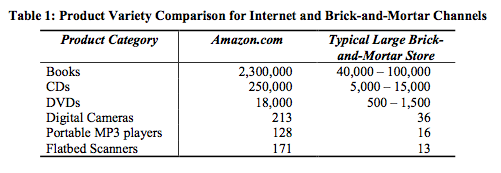 Table 1: Product Variety Comparison for Internet and Brick-and-Mortar Channels
Product Category Amazon.com Typical Large Brick-
and-Mortar Store
Books 2,300,000 40,000 – 100,000
CDs 250,000 5,000 – 15,000
DVDs 18,000 500 – 1,500
Digital Cameras 213 36
Portable MP3 players 128 16
Flatbed Scanners 171 13